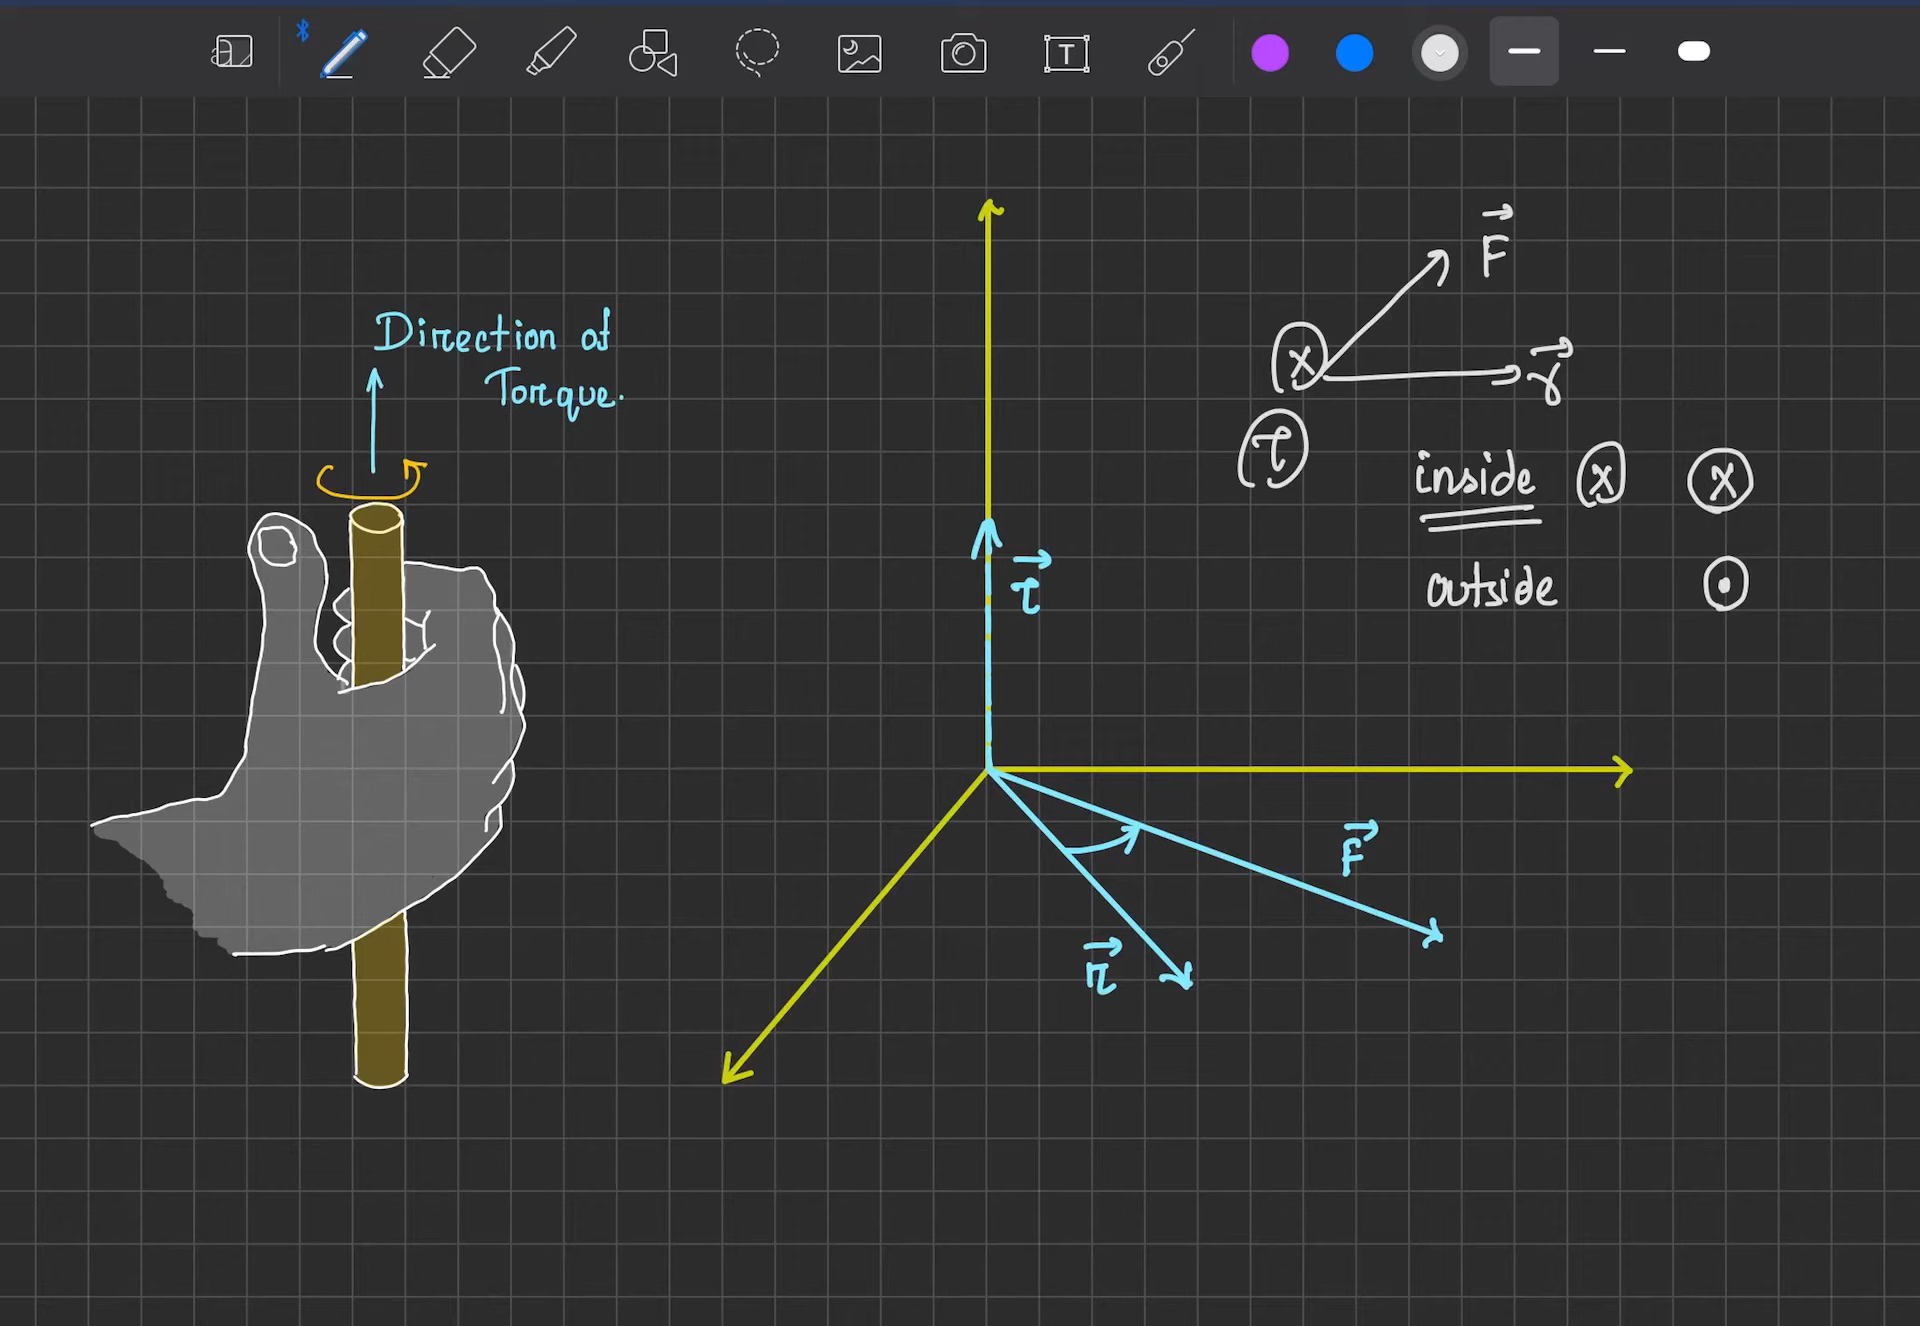 Direction of
Torque.
F
r
τ
inside
outside
τ
F
r